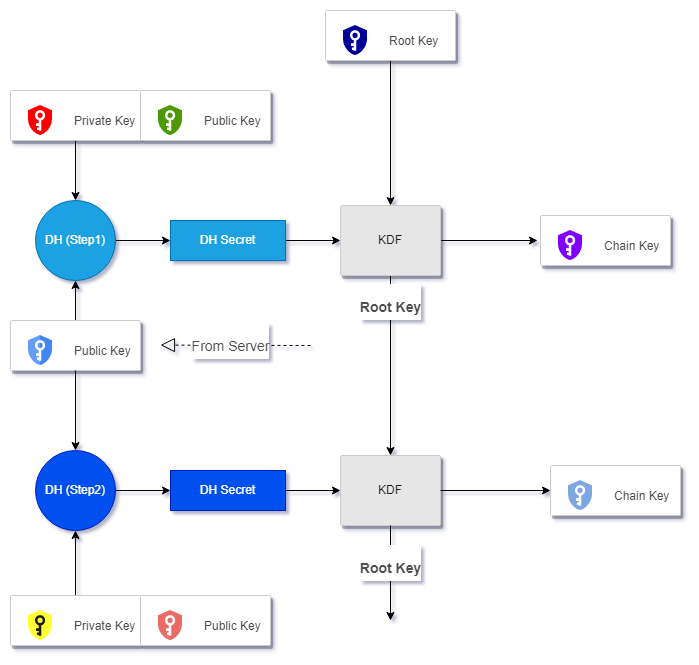 Root Key
Private Key
Public Key
DH (Step1)
DH Secret
KDF
Chain Key
Root Key
Public Key
From Server
DH (Step2)
DH Secret
KDF
Chain Key
Root Key
Private Key
Public Key